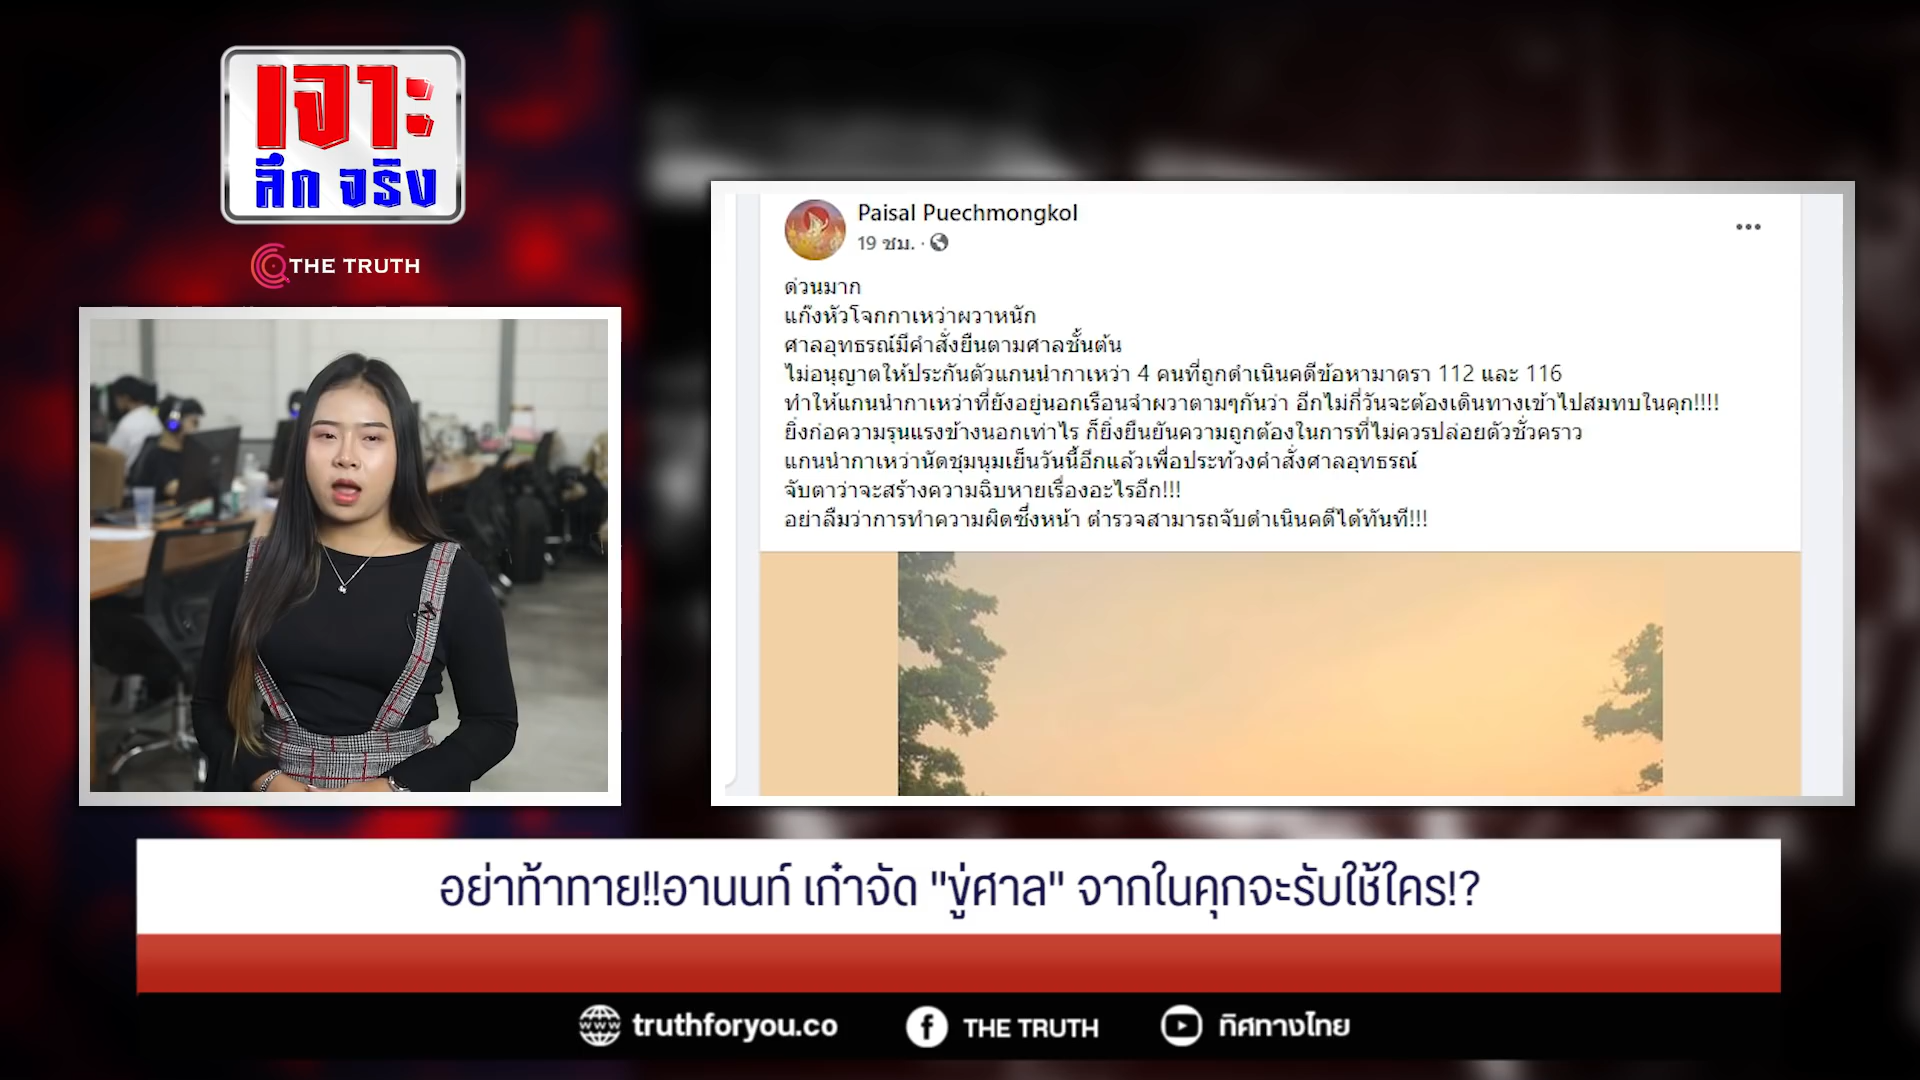 เจาะ
ลึก จริง
THE TRUTH
Paisal Puechmongkol
19 ชม.
ด่วนมาก
แก๊งหัวโจกกาเหว่าผวาหนัก
ศาลอุทธรณ์มีคำสั่งยืนตามศาลชั้นต้น
ไม่อนุญาตให้ประกันตัวแกนนำกาเหว่า 4 คนที่ถูกดำเนินคดีข้อหามาตรา 112 และ 116
ทำให้แกนนำกาเหว่าที่ยังอยู่นอกเรือนจำผวาตามๆกันว่า อีกไม่กี่วันจะต้องเดินทางเข้าไปสมทบในคุก!!!!
ยิ่งก่อความรุนแรงข้างนอกเท่าไร ก็ยิ่งยืนยันความถูกต้องในการที่ไม่ควรปล่อยตัวชั่วคราว
แกนนำกาเหว่านัดชุมนุมเย็นวันนี้อีกแล้วเพื่อประท้วงคำสั่งศาลอุทธรณ์
จับตาว่าจะสร้างความฉิบหายเรื่องอะไรอีก!!!
อย่าลืมว่าการทำความผิดซึ่งหน้า ตำรวจสามารถจับดำเนินคดีได้ทันที!!!
อย่าท้าทาย!!อานนท์ เก๋าจัด "ขู่ศาล" จากในคุกจะรับใช้ใคร!?
www truthforyou.co
THE TRUTH
ทิศทางไทย